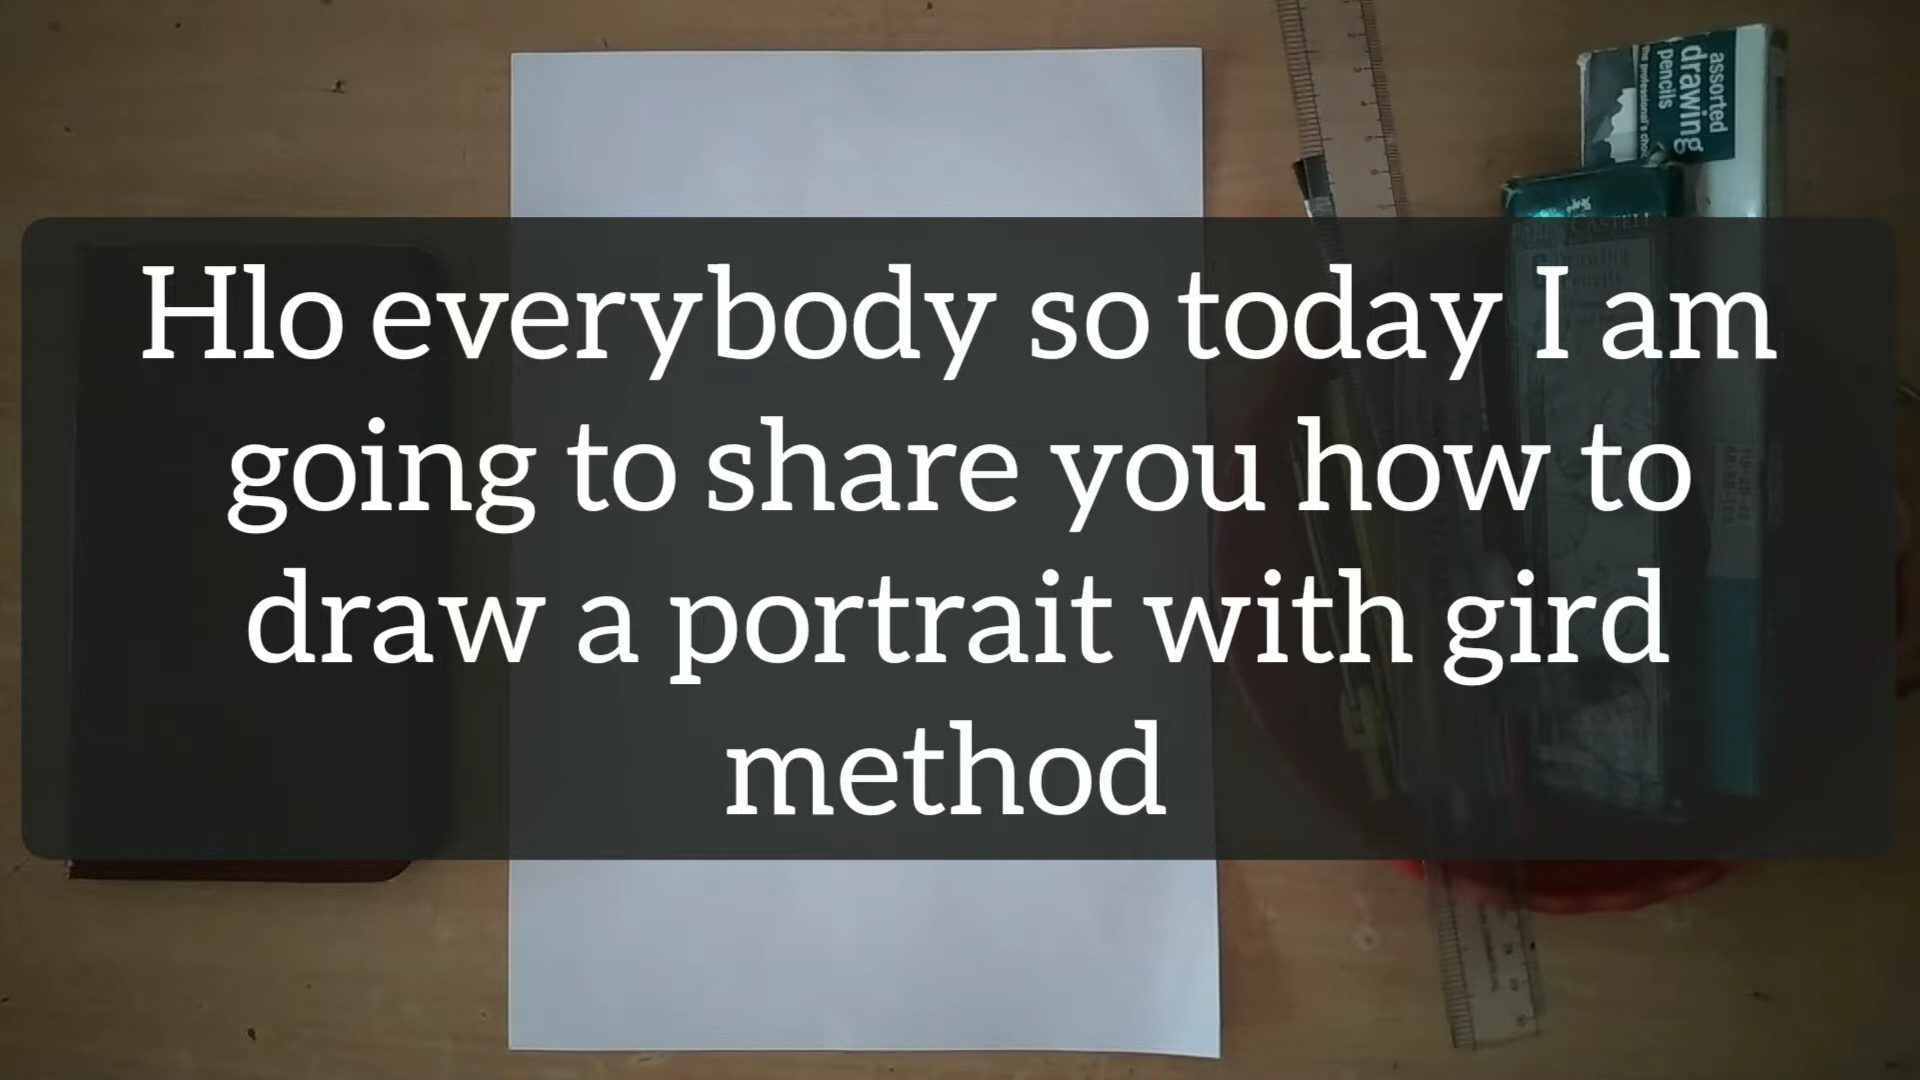 assorted
drawing
pencils
Hlo everybody so today I am
going to share you how to
draw a portrait with gird
method